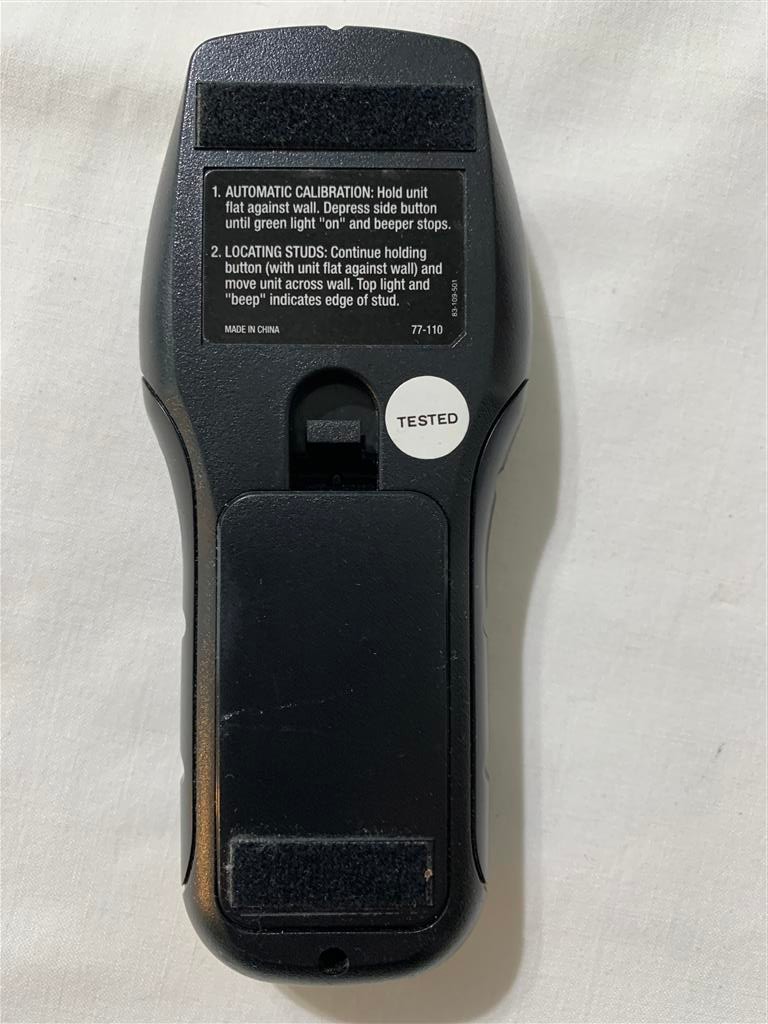 1. AUTOMATIC CALIBRATION: Hold unit
flat against wall. Depress side button
until green light "on" and beeper stops.
2. LOCATING STUDS: Continue holding
button (with unit flat against wall) and
move unit across wall. Top light and
"beep" indicates edge of stud.
83-109-501
MADE IN CHINA 77-110
TESTED